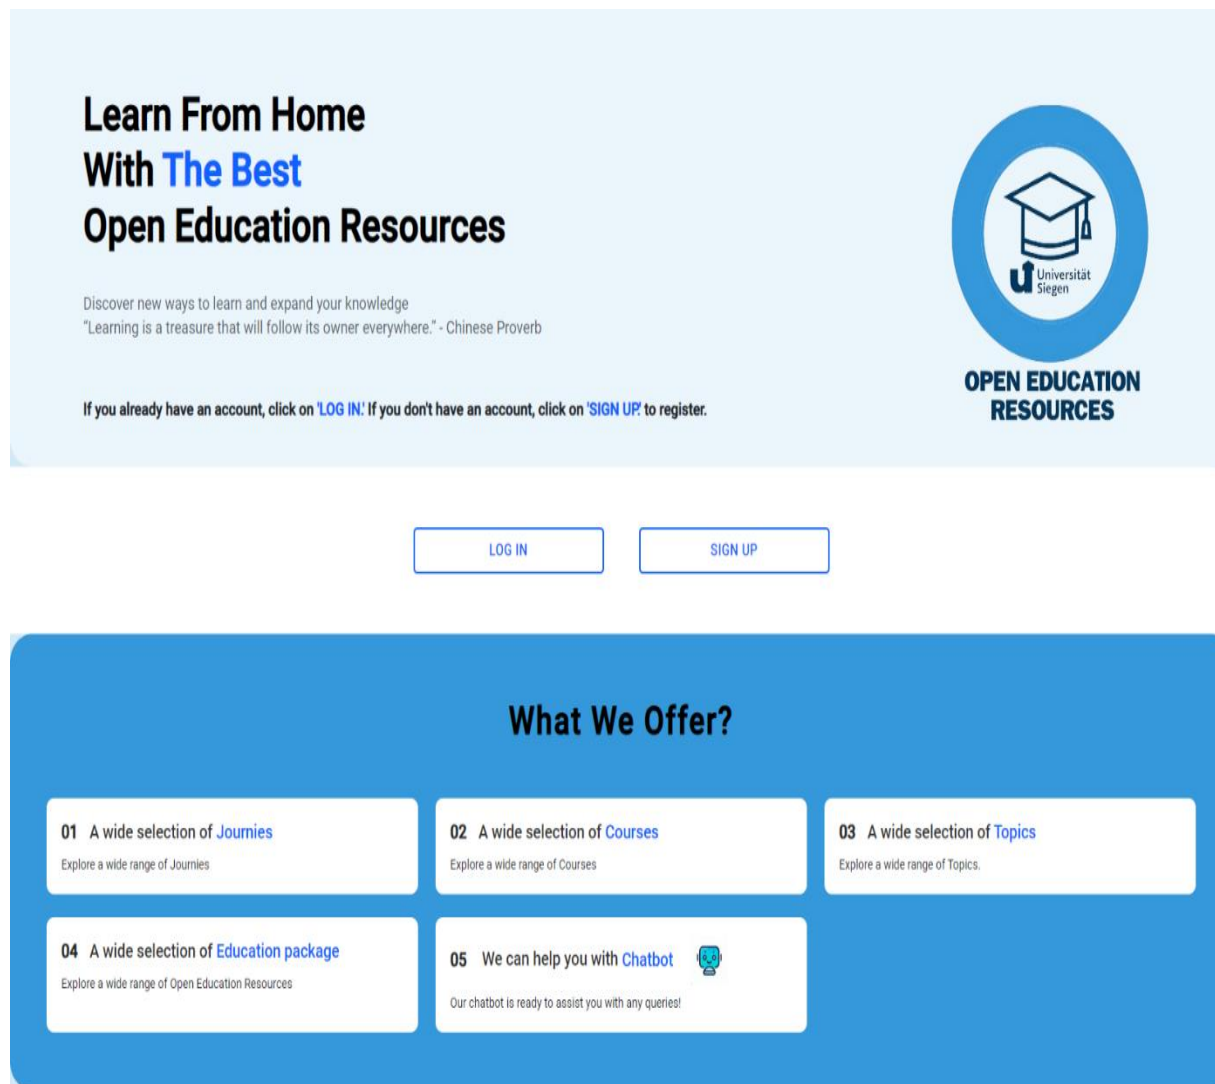 Learn From Home
With The Best
Open Education Resources
Discover new ways to learn and expand your knowledge
“Learning is a treasure that will follow its owner everywhere.” - Chinese Proverb
If you already have an account, click on 'LOG IN.' If you don't have an account, click on 'SIGN UP.' to register.
Universität
Siegen
OPEN EDUCATION
RESOURCES
LOG IN
SIGN UP
What We Offer?
01 A wide selection of Journies
Explore a wide range of Journies
02 A wide selection of Courses
Explore a wide range of Courses
03 A wide selection of Topics
Explore a wide range of Topics.
04 A wide selection of Education package
Explore a wide range of Open Education Resources
05 We can help you with Chatbot
Our chatbot is ready to assist you with any queries!